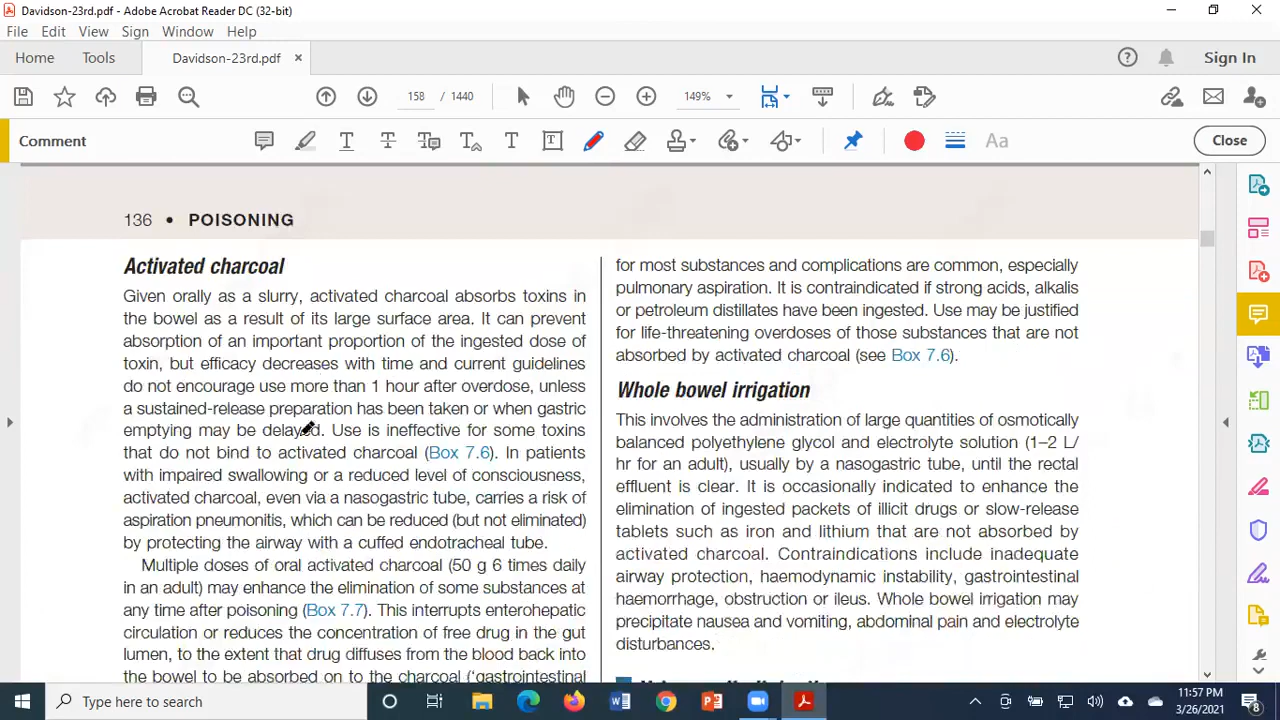 Davidson-23rd.pdf - Adobe Acrobat Reader DC (32-bit)
File Edit View Sign Window Help
Home Tools Davidson-23rd.pdf × Sign In
158 / 1440 149%
Comment Aa Close
136 • POISONING
Activated charcoal
Given orally as a slurry, activated charcoal absorbs toxins in
the bowel as a result of its large surface area. It can prevent
absorption of an important proportion of the ingested dose of
toxin, but efficacy decreases with time and current guidelines
do not encourage use more than 1 hour after overdose, unless
a sustained-release preparation has been taken or when gastric
emptying may be delayed. Use is ineffective for some toxins
that do not bind to activated charcoal (Box 7.6). In patients
with impaired swallowing or a reduced level of consciousness,
activated charcoal, even via a nasogastric tube, carries a risk of
aspiration pneumonitis, which can be reduced (but not eliminated)
by protecting the airway with a cuffed endotracheal tube.
Multiple doses of oral activated charcoal (50 g 6 times daily
in an adult) may enhance the elimination of some substances at
any time after poisoning (Box 7.7). This interrupts enterohepatic
circulation or reduces the concentration of free drug in the gut
lumen, to the extent that drug diffuses from the blood back into
the bowel to be absorbed on to the charcoal (‘gastrointestinal
for most substances and complications are common, especially
pulmonary aspiration. It is contraindicated if strong acids, alkalis
or petroleum distillates have been ingested. Use may be justified
for life-threatening overdoses of those substances that are not
absorbed by activated charcoal (see Box 7.6).
Whole bowel irrigation
This involves the administration of large quantities of osmotically
balanced polyethylene glycol and electrolyte solution (1–2 L/
hr for an adult), usually by a nasogastric tube, until the rectal
effluent is clear. It is occasionally indicated to enhance the
elimination of ingested packets of illicit drugs or slow-release
tablets such as iron and lithium that are not absorbed by
activated charcoal. Contraindications include inadequate
airway protection, haemodynamic instability, gastrointestinal
haemorrhage, obstruction or ileus. Whole bowel irrigation may
precipitate nausea and vomiting, abdominal pain and electrolyte
disturbances.
Type here to search
11:57 PM
3/26/2021
8